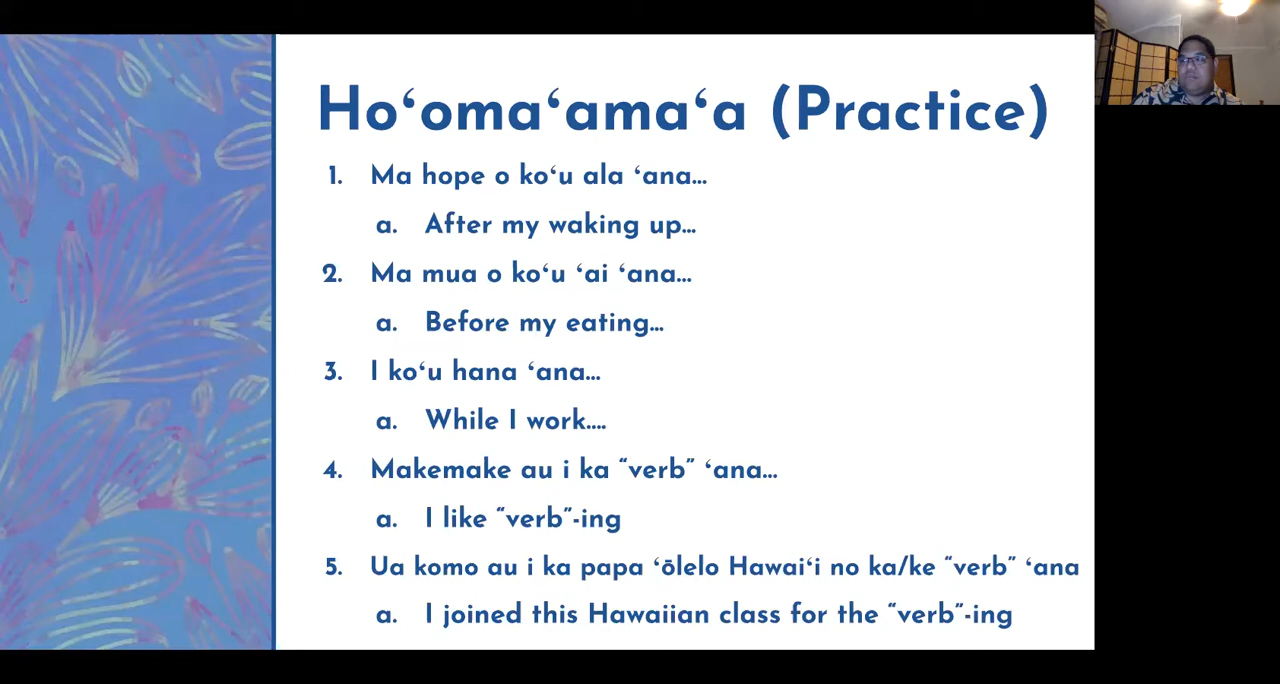 Hoʻomaʻamaʻa (Practice)
1. Ma hope o koʻu ala ʻana...
a. After my waking up...
2. Ma mua o koʻu ʻai ʻana...
a. Before my eating...
3. I koʻu hana ʻana...
a. While I work....
4. Makemake au i ka “verb” ʻana...
a. I like “verb”-ing
5. Ua komo au i ka papa ʻōlelo Hawaiʻi no ka/ke “verb” ʻana
a. I joined this Hawaiian class for the “verb”-ing